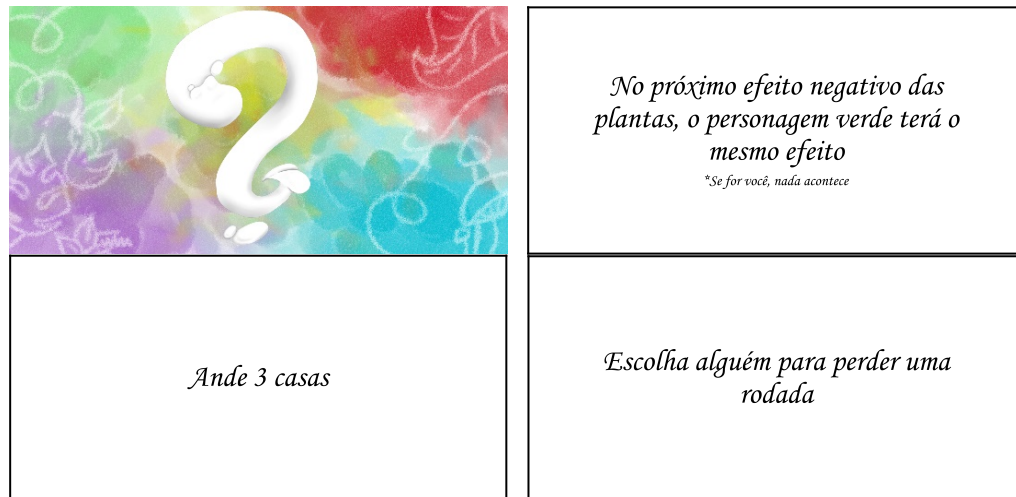 No próximo efeito negativo das
plantas, o personagem verde terá o
mesmo efeito
*Se for você, nada acontece
Ande 3 casas
Escolha alguém para perder uma
rodada